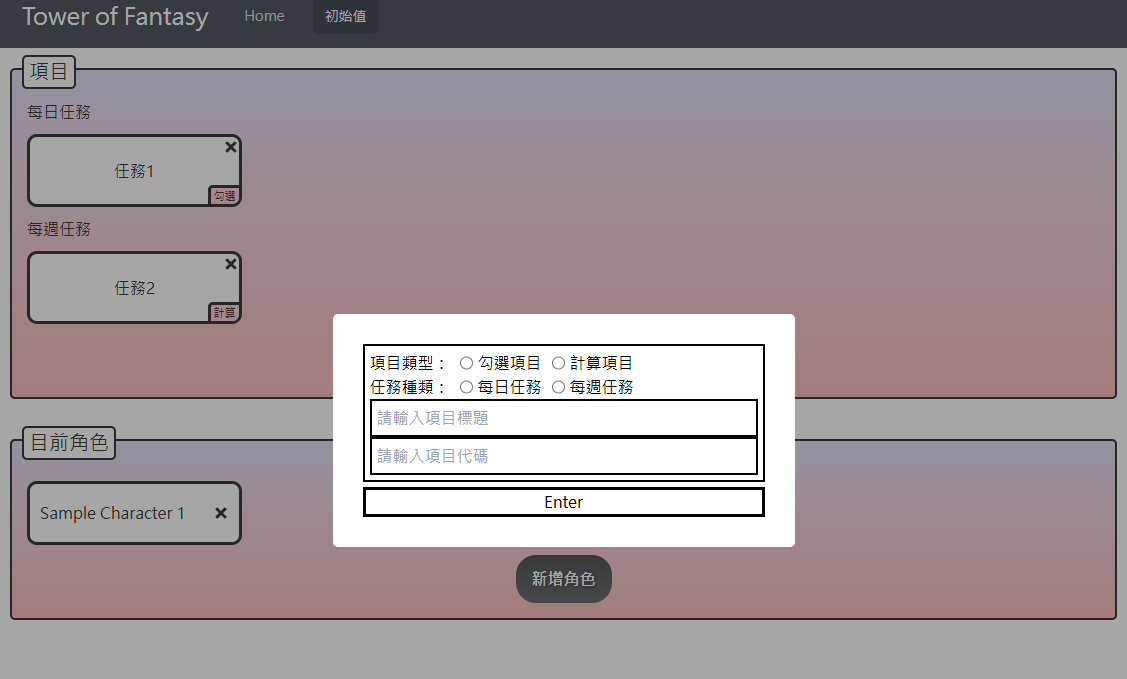 Tower of Fantasy Home 初始值
項目
每日任務
任務1
勾選
每週任務
任務2
計算
項目類型： 勾選項目 計算項目
任務種類： 每日任務 每週任務
請輸入項目標題
請輸入項目代碼
Enter
目前角色
Sample Character 1
新增角色